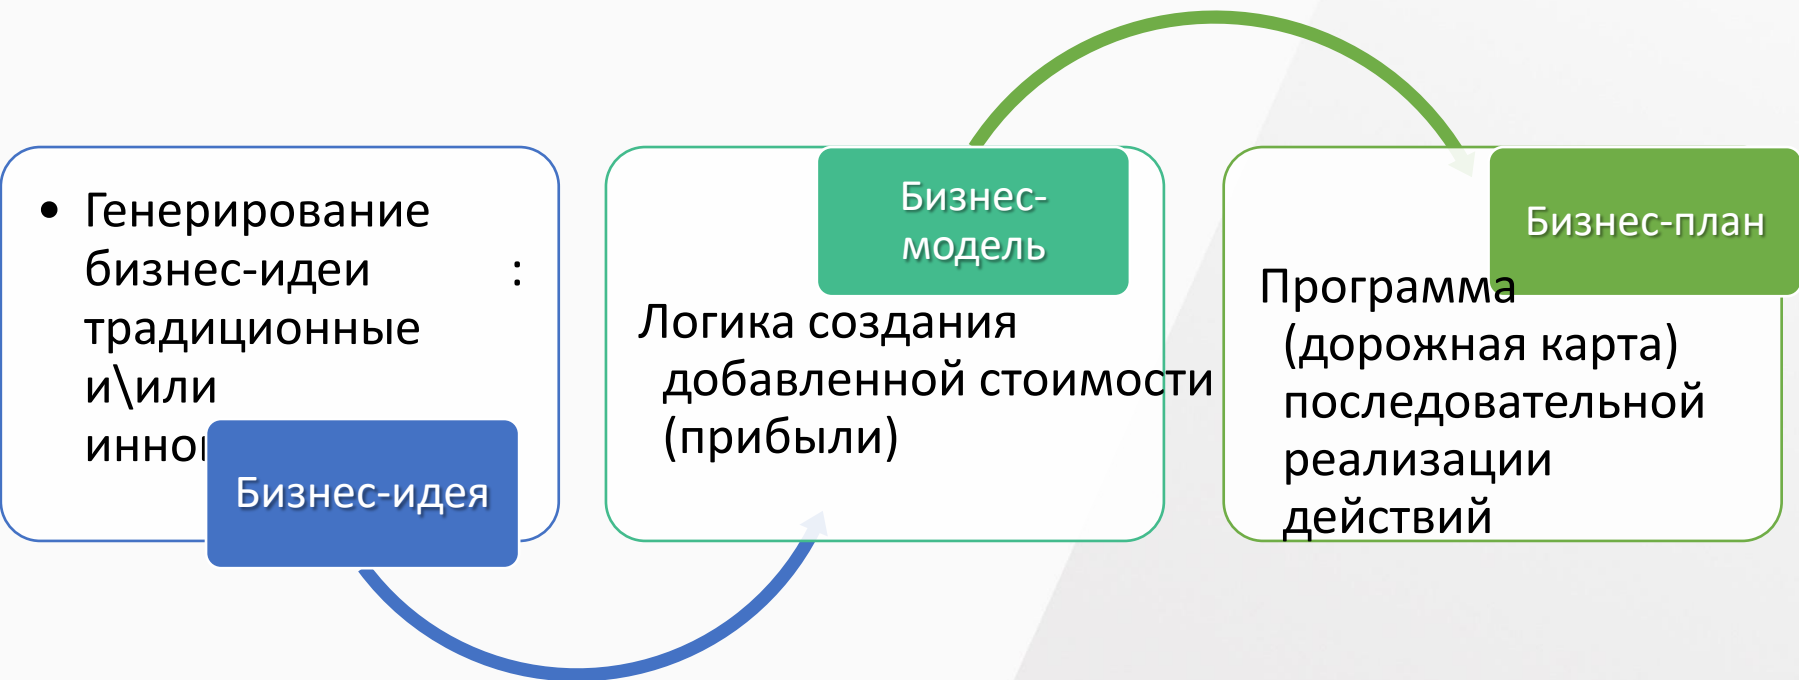 • Генерирование
бизнес-идеи :
традиционные
и\или
Бизнес-идея
Бизнес-
модель
Логика создания
добавленной стоимости
(прибыли)
Бизнес-план
Программа
(дорожная карта)
последовательной
реализации
действий